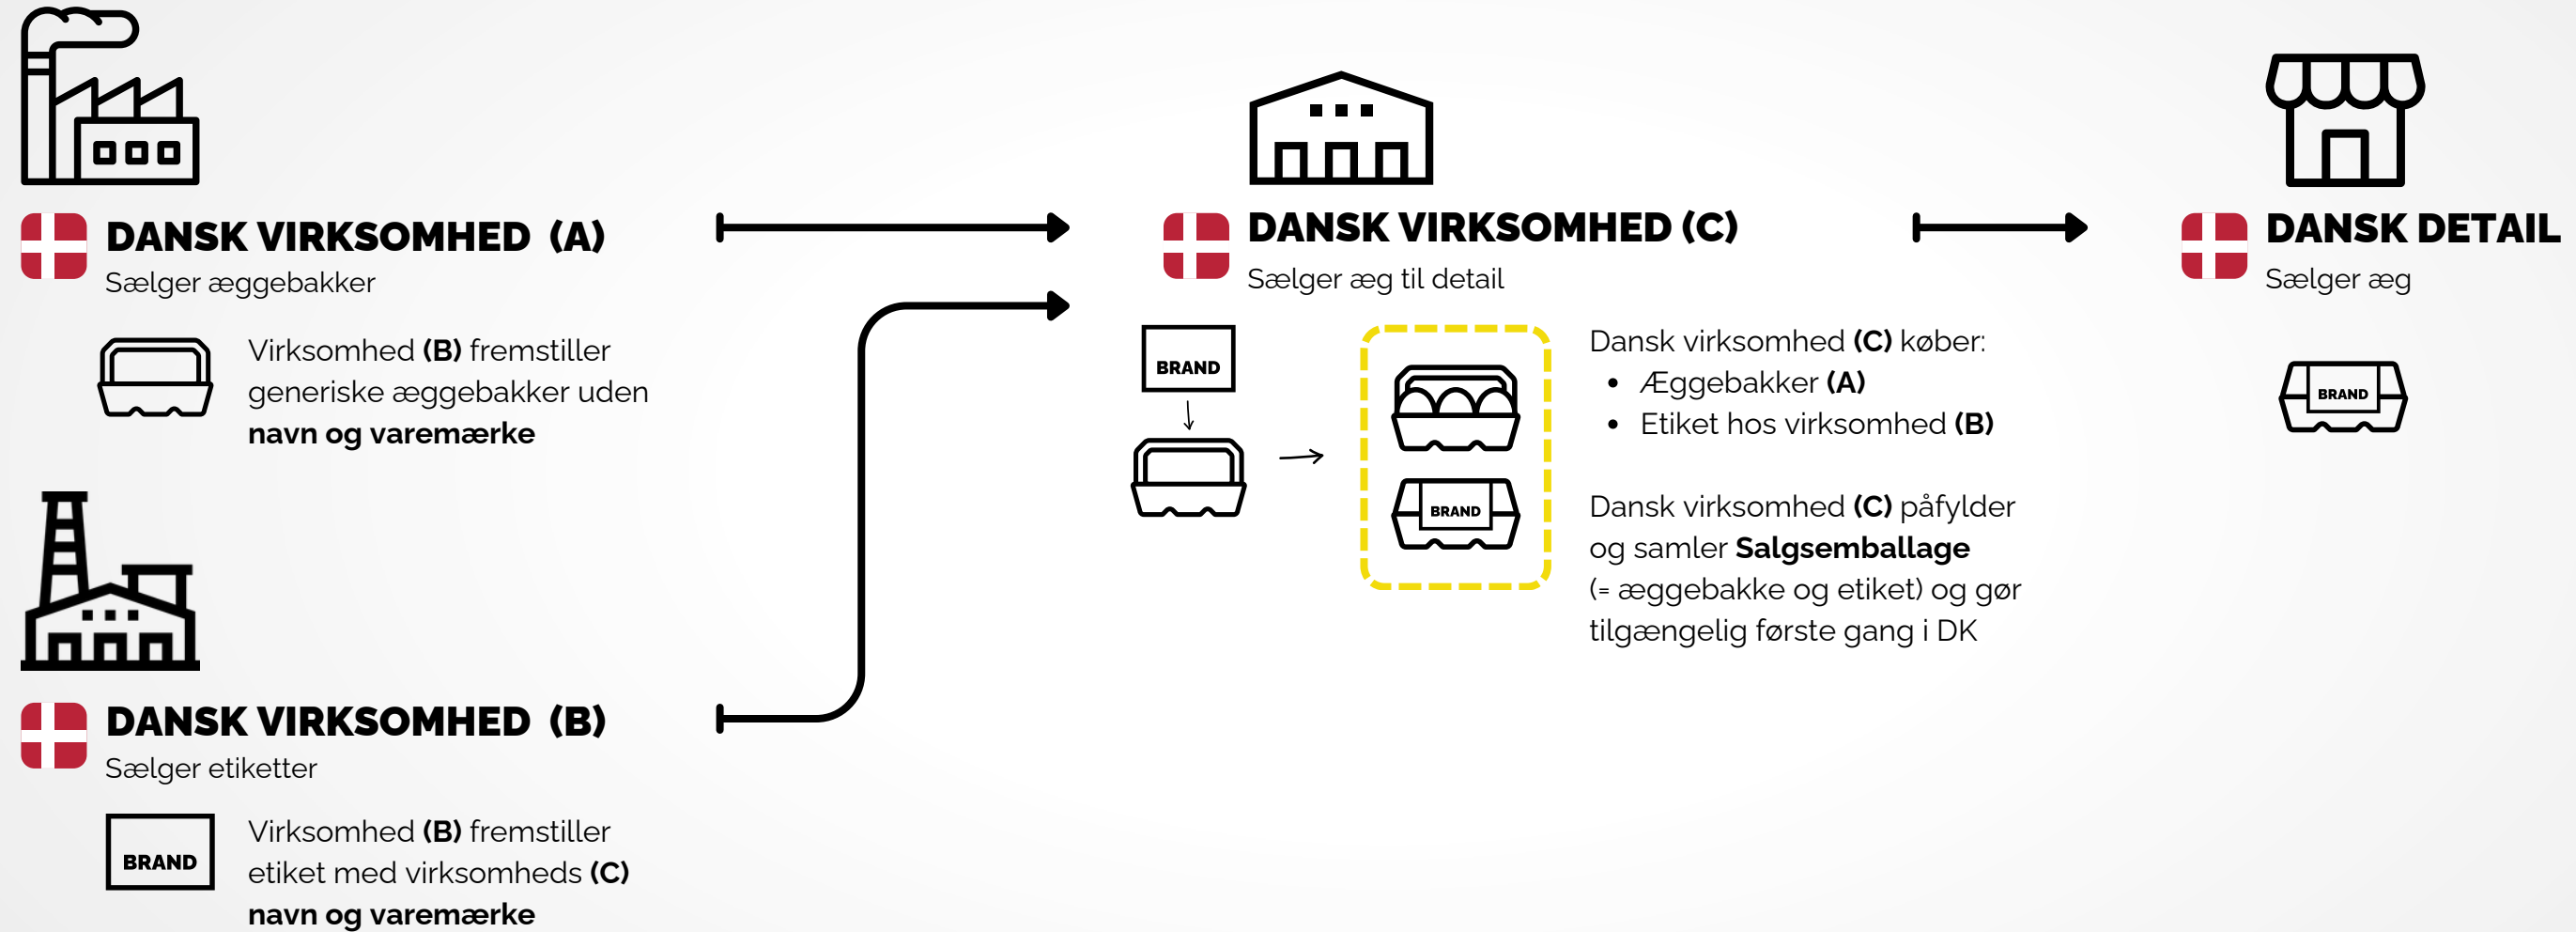 DANSK VIRKSOMHED (A)
Sælger æggebakker
Virksomhed (B) fremstiller
generiske æggebakker uden
navn og varemærke
DANSK VIRKSOMHED (B)
Sælger etiketter
BRAND
Virksomhed (B) fremstiller
etiket med virksomheds (C)
navn og varemærke
DANSK VIRKSOMHED (C)
Sælger æg til detail
BRAND
BRAND
Dansk virksomhed (C) køber:
• Æggebakker (A)
• Etiket hos virksomhed (B)
Dansk virksomhed (C) påfylder
og samler Salgsemballage
(= æggebakke og etiket) og gør
tilgængelig første gang i DK
DANSK DETAIL
Sælger æg
BRAND